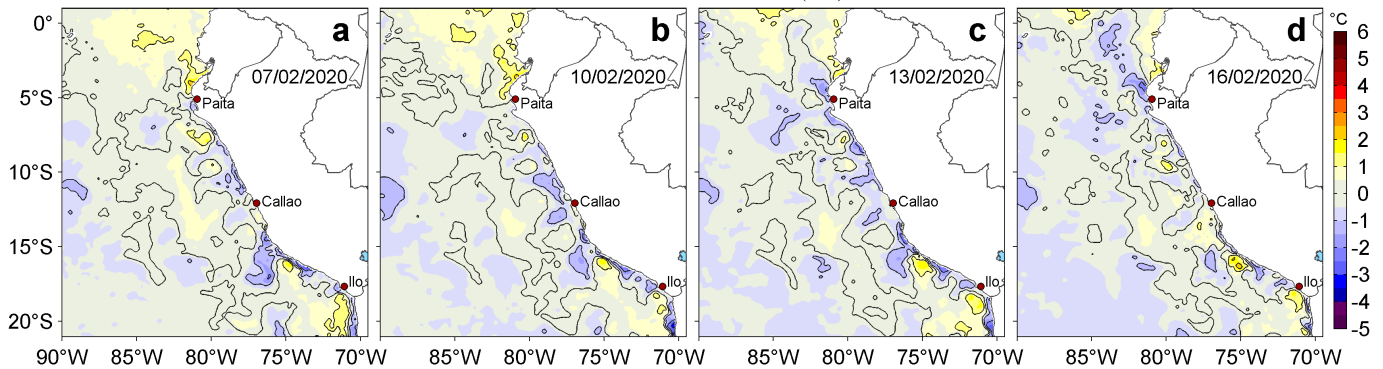 a
b
c
d
°C
07/02/2020
10/02/2020
13/02/2020
16/02/2020
0°
5°S
10°S
15°S
20°S
Paita
Callao
Ilo
Paita
Callao
Ilo
Paita
Callao
Ilo
Paita
Callao
Ilo
6
5
4
3
2
1
0
-1
-2
-3
-4
-5
90°W 85°W 80°W 75°W 70°W
85°W 80°W 75°W 70°W
85°W 80°W 75°W 70°W
85°W 80°W 75°W 70°W